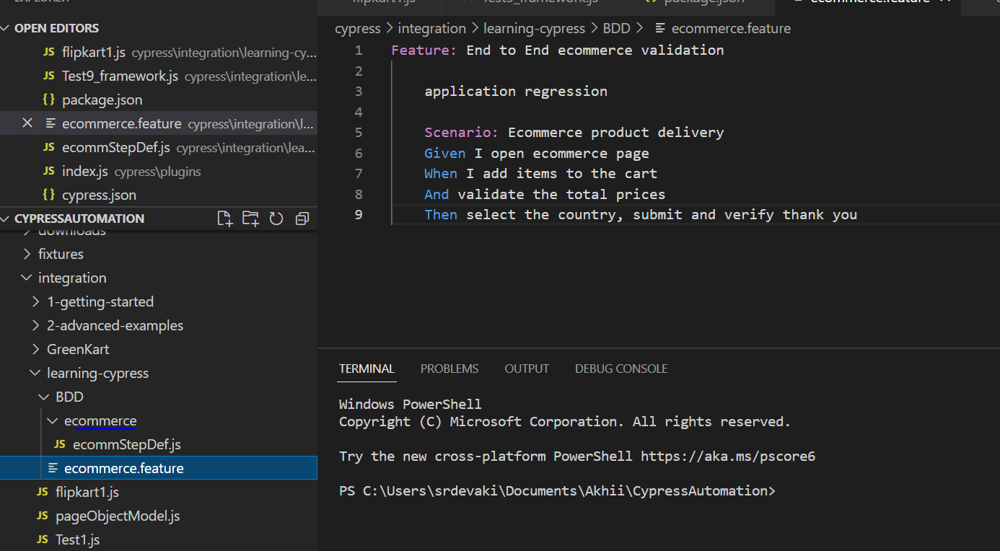 EXPLORER
OPEN EDITORS
JS flipkart1.js cypress\integration\learning-cy...
JS Test9_framework.js cypress\integration\le...
{} package.json
ecommerce.feature cypress\integration\l...
JS ecommStepDef.js cypress\integration\lea...
JS index.js cypress\plugins
{} cypress.json
CYPRESSAUTOMATION
downloads
fixtures
integration
1-getting-started
2-advanced-examples
GreenKart
learning-cypress
BDD
ecommerce
JS ecommStepDef.js
ecommerce.feature
JS flipkart1.js
JS pageObjectModel.js
JS Test1.js
flipkart1.js Test9_framework.js package.json ecommerce.feature
cypress > integration > learning-cypress > BDD > ecommerce.feature
1 Feature: End to End ecommerce validation
2
3 application regression
4
5 Scenario: Ecommerce product delivery
6 Given I open ecommerce page
7 When I add items to the cart
8 And validate the total prices
9 Then select the country, submit and verify thank you
TERMINAL PROBLEMS OUTPUT DEBUG CONSOLE
Windows PowerShell
Copyright (C) Microsoft Corporation. All rights reserved.
Try the new cross-platform PowerShell https://aka.ms/pscore6
PS C:\Users\srdevaki\Documents\Akhii\CypressAutomation>